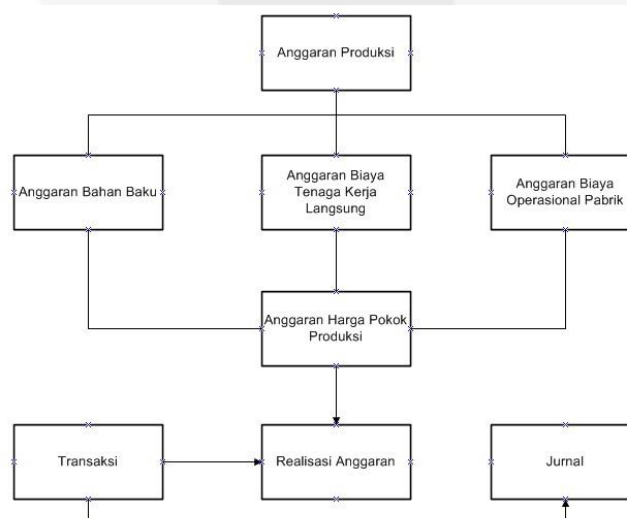 Anggaran Produksi
Anggaran Bahan Baku
Anggaran Biaya
Tenaga Kerja
Langsung
Anggaran Biaya
Operasional Pabrik
Anggaran Harga Pokok
Produksi
Transaksi
Realisasi Anggaran
Jurnal